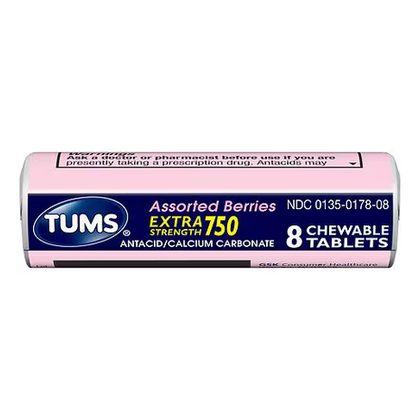 Warnings
Ask a doctor or pharmacist before use if you are
presently taking a prescription drug. Antacids may
TUMS®
Assorted Berries
EXTRA
STRENGTH 750
ANTACID/CALCIUM CARBONATE
NDC 0135-0178-08
8 CHEWABLE
TABLETS
GSK Consumer Healthcare